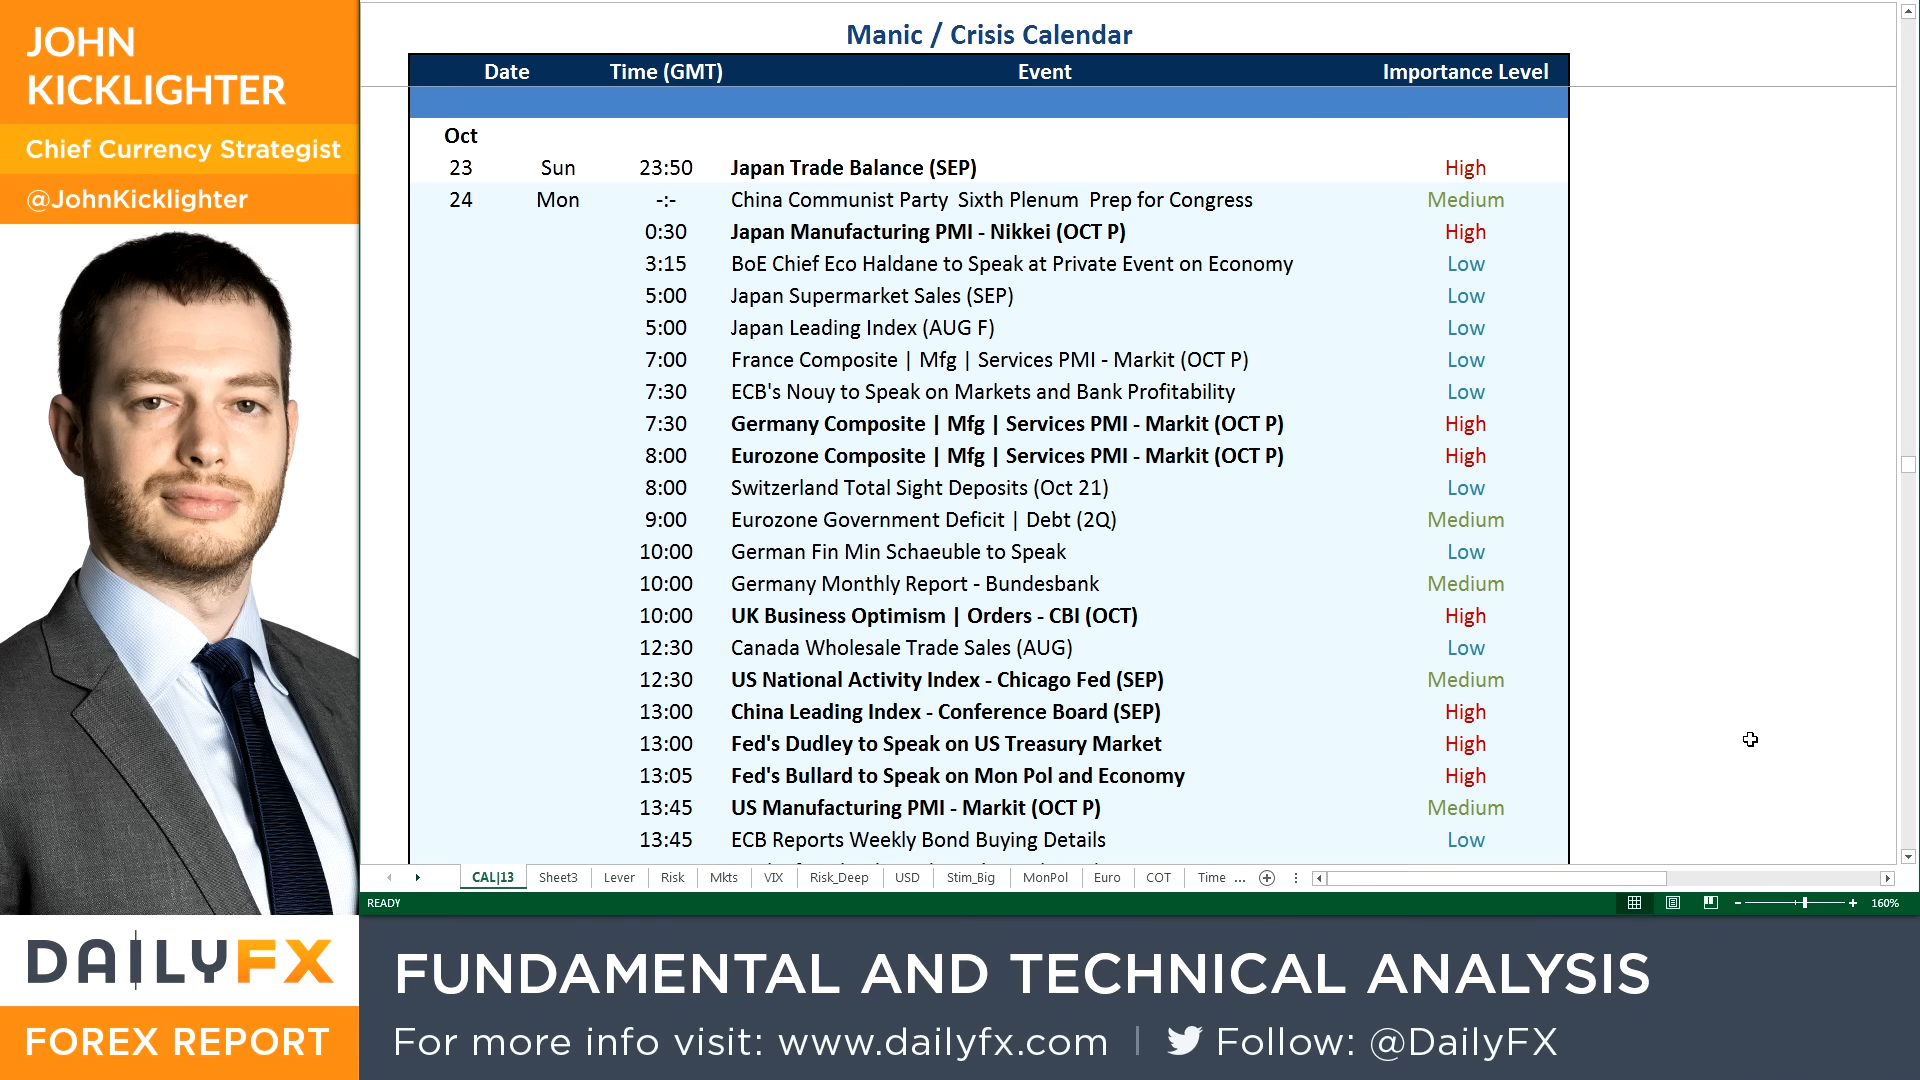 JOHN
KICKLIGHTER
Chief Currency Strategist
@JohnKicklighter
Manic / Crisis Calendar
Date Time (GMT) Event Importance Level
Oct
23 Sun 23:50 Japan Trade Balance (SEP) High
24 Mon -:- China Communist Party Sixth Plenum Prep for Congress Medium
0:30 Japan Manufacturing PMI - Nikkei (OCT P) High
3:15 BoE Chief Eco Haldane to Speak at Private Event on Economy Low
5:00 Japan Supermarket Sales (SEP) Low
5:00 Japan Leading Index (AUG F) Low
7:00 France Composite | Mfg | Services PMI - Markit (OCT P) Low
7:30 ECB's Nouy to Speak on Markets and Bank Profitability Low
7:30 Germany Composite | Mfg | Services PMI - Markit (OCT P) High
8:00 Eurozone Composite | Mfg | Services PMI - Markit (OCT P) High
8:00 Switzerland Total Sight Deposits (Oct 21) Low
9:00 Eurozone Government Deficit | Debt (2Q) Medium
10:00 German Fin Min Schaeuble to Speak Low
10:00 Germany Monthly Report - Bundesbank Medium
10:00 UK Business Optimism | Orders - CBI (OCT) High
12:30 Canada Wholesale Trade Sales (AUG) Low
12:30 US National Activity Index - Chicago Fed (SEP) Medium
13:00 China Leading Index - Conference Board (SEP) High
13:00 Fed's Dudley to Speak on US Treasury Market High
13:05 Fed's Bullard to Speak on Mon Pol and Economy High
13:45 US Manufacturing PMI - Markit (OCT P) Medium
13:45 ECB Reports Weekly Bond Buying Details Low
CAL|13 Sheet3 Lever Risk Mkts VIX Risk_Deep USD Stim_Big MonPol Euro COT Time ...
READY 160%
DAILYFX
FOREX REPORT
FUNDAMENTAL AND TECHNICAL ANALYSIS
For more info visit: www.dailyfx.com | Follow: @DailyFX